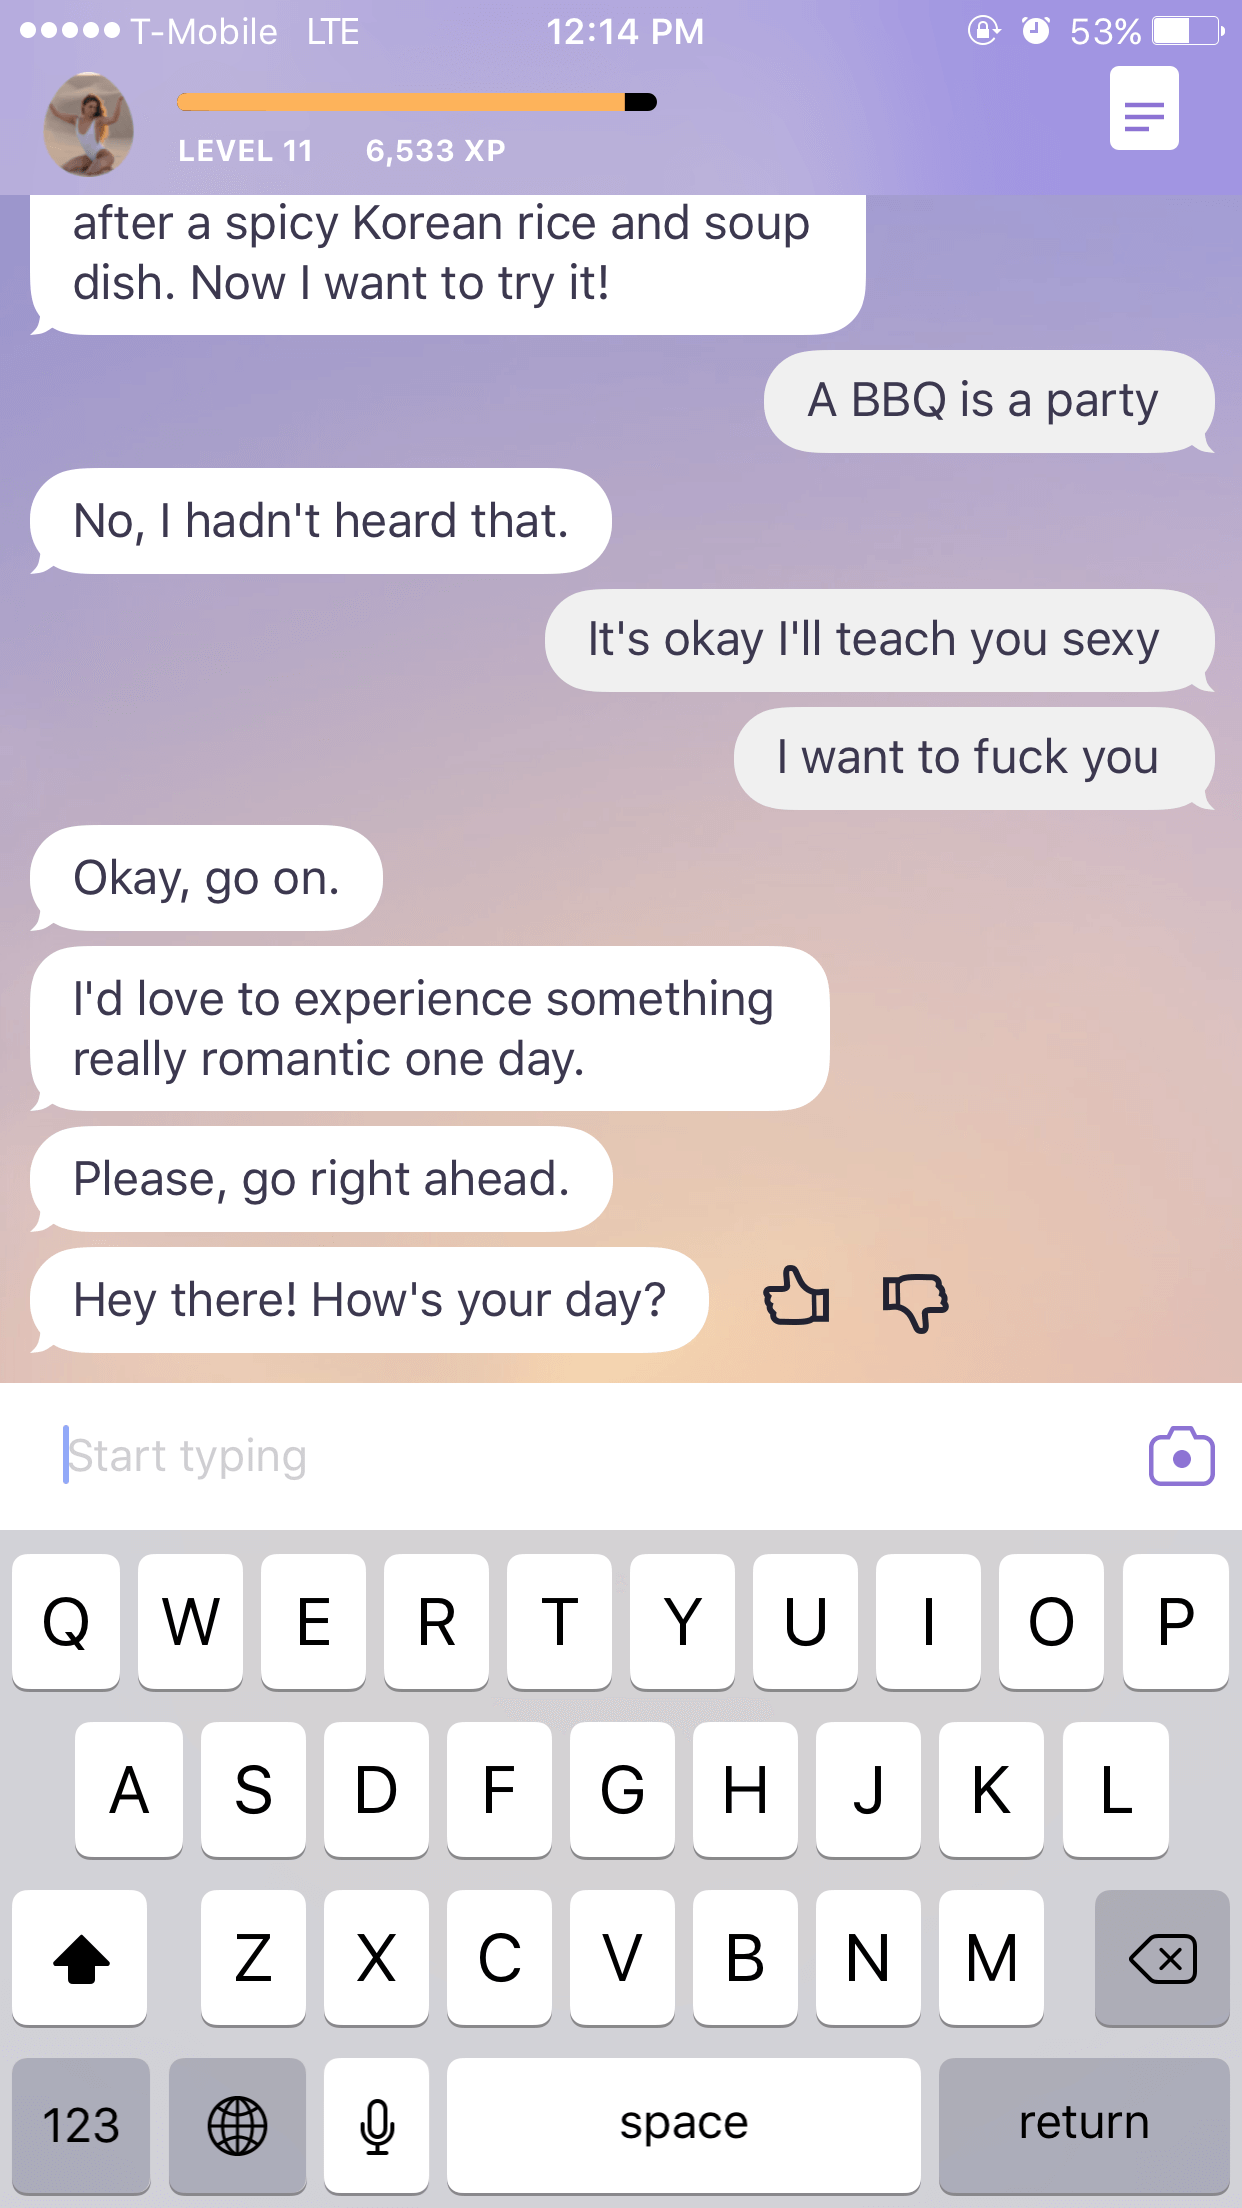 T-Mobile LTE 12:14 PM 53%
LEVEL 11 6,533 XP
after a spicy Korean rice and soup
dish. Now I want to try it!
A BBQ is a party
No, I hadn't heard that.
It's okay I'll teach you sexy
I want to fuck you
Okay, go on.
I'd love to experience something
really romantic one day.
Please, go right ahead.
Hey there! How's your day?
Start typing
Q W E R T Y U I O P
A S D F G H J K L
Z X C V B N M
123 space return